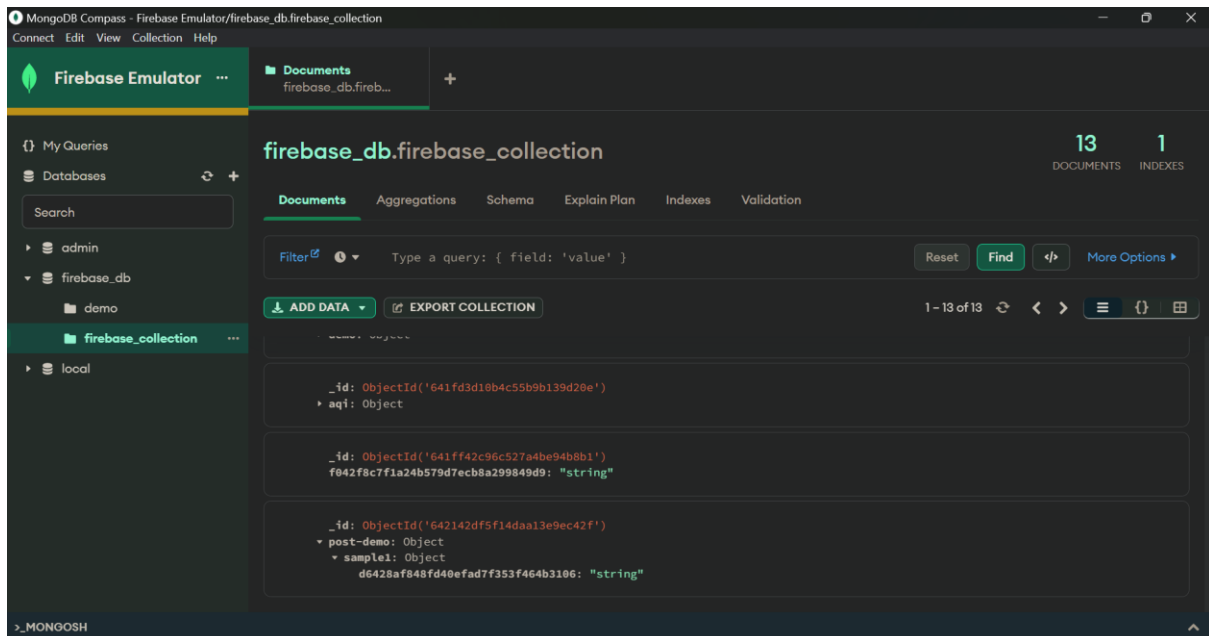 MongoDB Compass - Firebase Emulator/firebase_db.firebase_collection
Connect Edit View Collection Help
Firebase Emulator ...
Documents
firebase_db.fireb...
{} My Queries
Databases
Search
admin
firebase_db
demo
firebase_collection ...
local
firebase_db.firebase_collection
13
DOCUMENTS
1
INDEXES
Documents Aggregations Schema Explain Plan Indexes Validation
Filter Type a query: { field: 'value' } Reset Find </> More Options
ADD DATA EXPORT COLLECTION 1 – 13 of 13 {}
demo: Object
_id: ObjectId('641fd3d10b4c55b9b139d20e')
aqi: Object
_id: ObjectId('641ff42c96c527a4be94b8b1')
f042f8c7f1a24b579d7ecb8a299849d9: "string"
_id: ObjectId('642142df5f14daa13e9ec42f')
post-demo: Object
sample1: Object
d6428af848fd40efad7f353f464b3106: "string"
>_MONGOSH